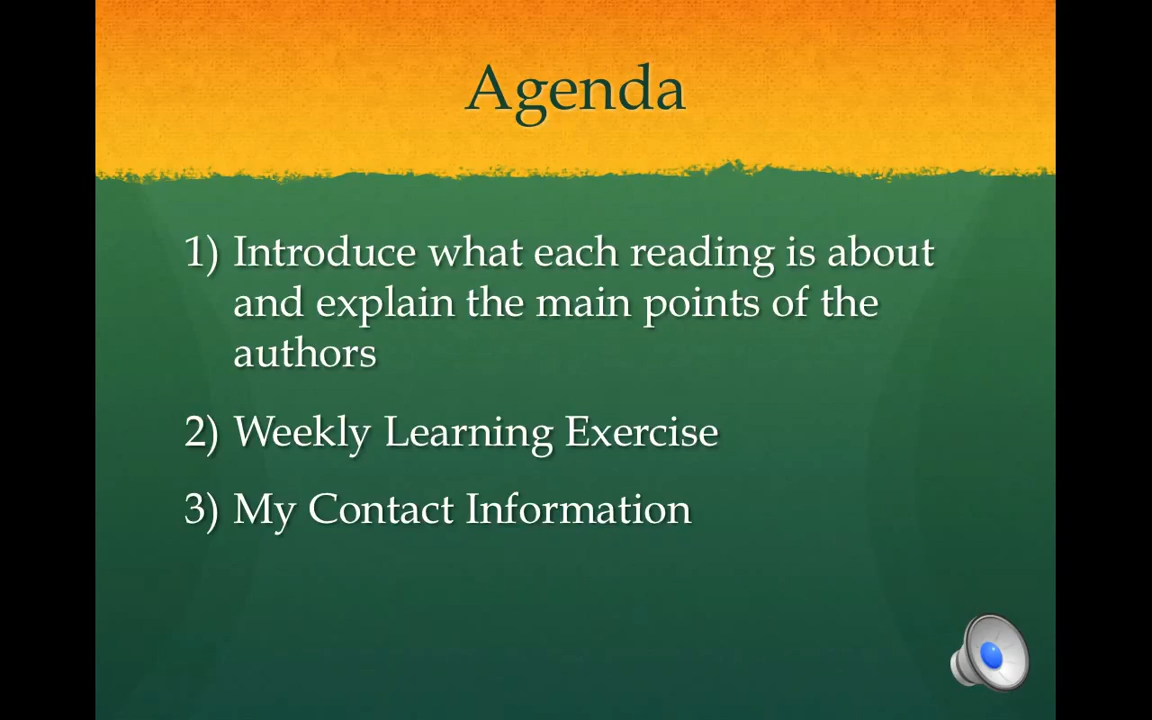 Agenda
1) Introduce what each reading is about
and explain the main points of the
authors
2) Weekly Learning Exercise
3) My Contact Information